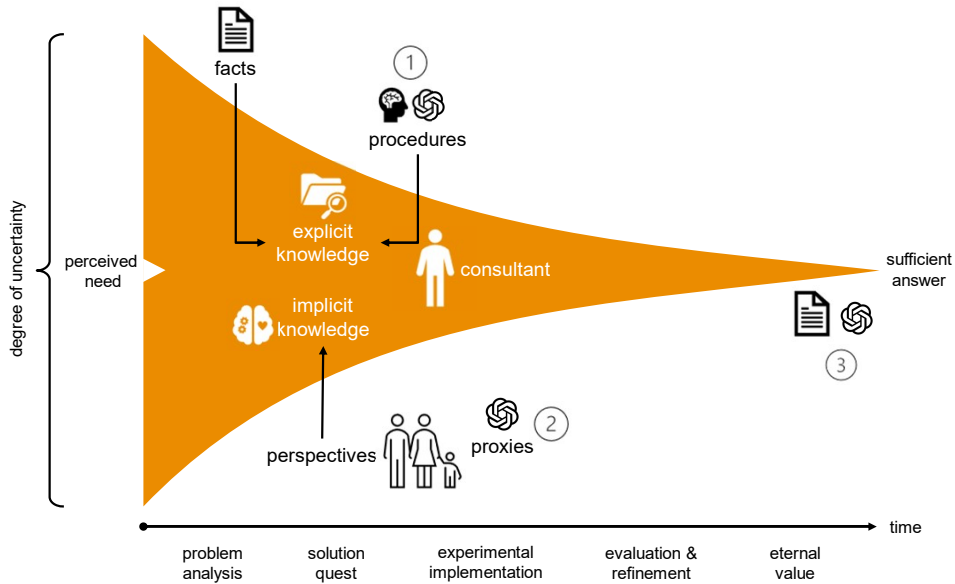 facts
1
procedures
degree of uncertainty
perceived
need
explicit
knowledge
consultant
sufficient
answer
implicit
knowledge
3
perspectives
proxies
2
time
problem
analysis
solution
quest
experimental
implementation
evaluation &
refinement
eternal
value